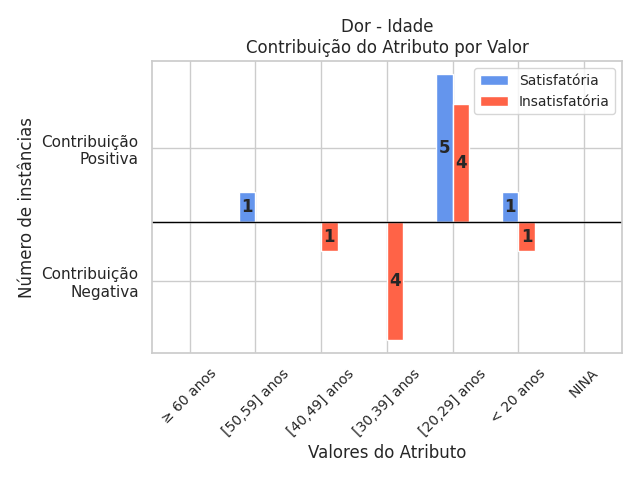 Dor - Idade
Contribuição do Atributo por Valor
Satisfatória
Insatisfatória
Número de instâncias
Contribuição
Positiva
Contribuição
Negativa
1
1
4
5
4
1
1
≥ 60 anos
[50,59] anos
[40,49] anos
[30,39] anos
[20,29] anos
< 20 anos
NINA
Valores do Atributo